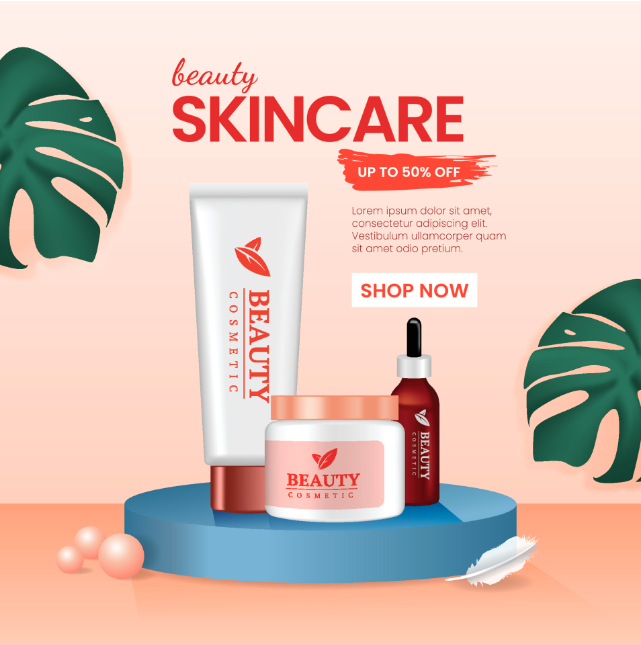 beauty
SKINCARE
UP TO 50% OFF
Lorem ipsum dolor sit amet,
consectetur adipiscing elit.
Vestibulum ullamcorper quam
sit amet odio pretium.
SHOP NOW
BEAUTY
COSMETIC
BEAUTY
COSMETIC
BEAUTY
COSMETIC